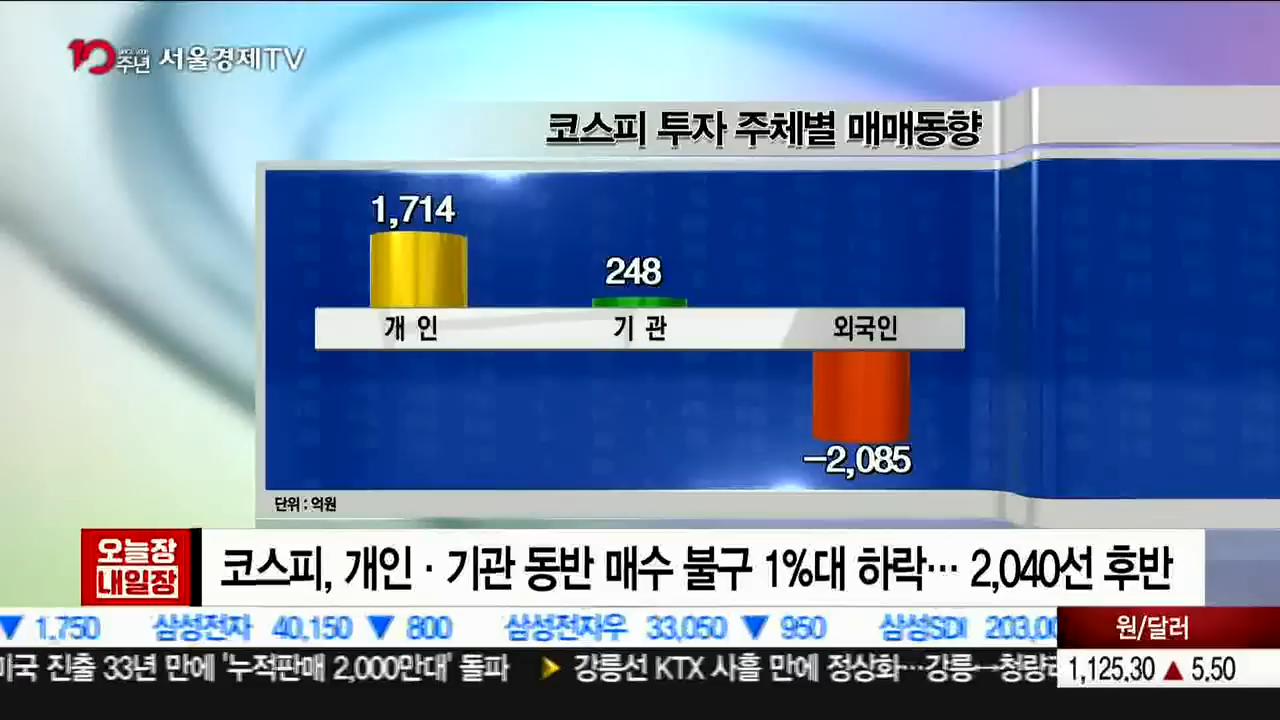 10주년 서울경제TV
코스피 투자 주체별 매매동향
1,714
248
개 인
기 관
외국인
-2,085
단위 : 억원
오늘장
내일장
코스피, 개인·기관 동반 매수 불구 1%대 하락… 2,040선 후반
▼ 1,750 삼성전자 40,150 ▼ 800 삼성전자우 33,050 ▼ 950 삼성SDI 203,00
원/달러
미국 진출 33년 만에 '누적판매 2,000만대' 돌파 ▶ 강릉선 KTX 사흘 만에 정상화…강릉↔청량
1,125.30 ▲ 5.50